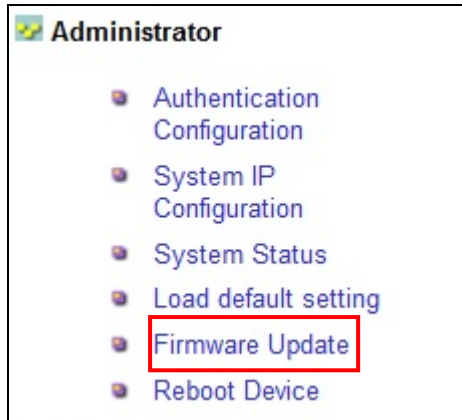 Administrator
Authentication
Configuration
System IP
Configuration
System Status
Load default setting
Firmware Update
Reboot Device